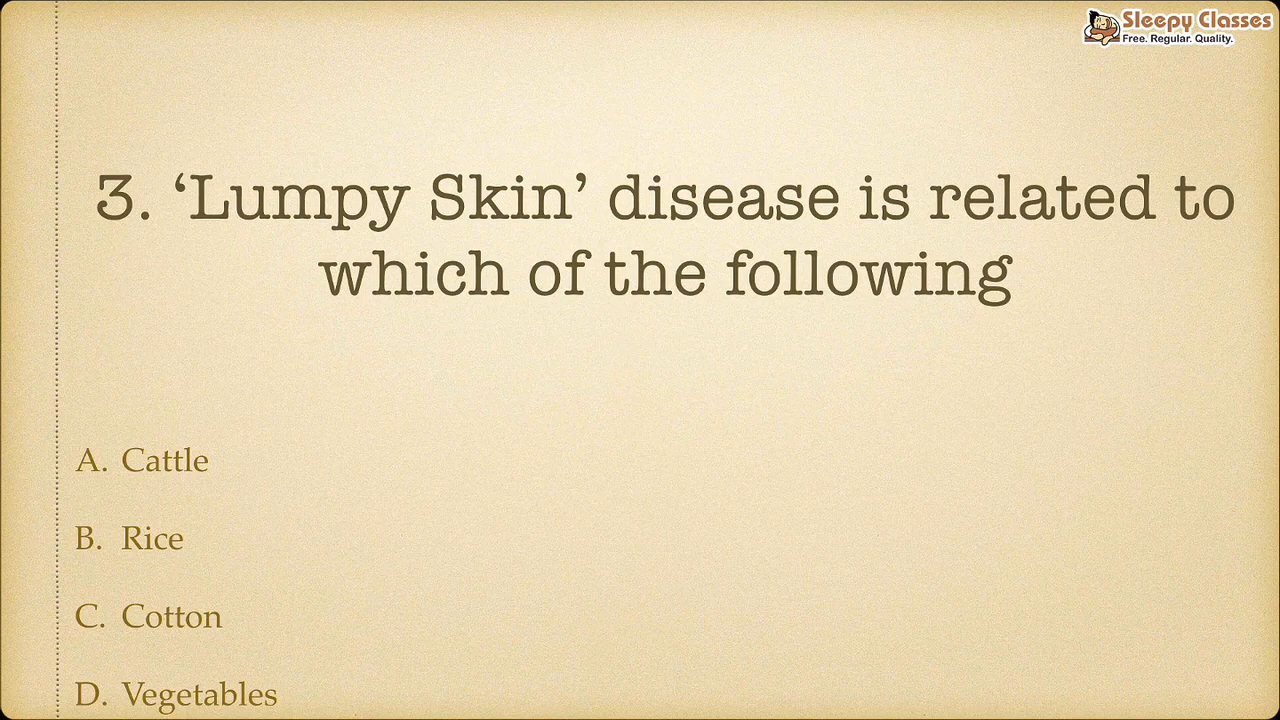 Sleepy Classes
Free. Regular. Quality.
3. ‘Lumpy Skin’ disease is related to
which of the following
A. Cattle
B. Rice
C. Cotton
D. Vegetables